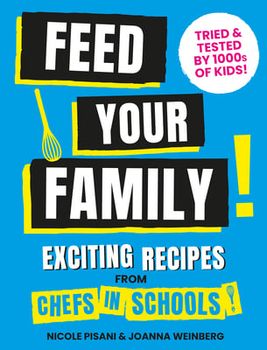 FEED
TRIED &
TESTED
BY 1000s
OF KIDS!
YOUR
FAMILY!
EXCITING RECIPES
FROM
CHEFS IN SCHOOLS!
NICOLE PISANI & JOANNA WEINBERG